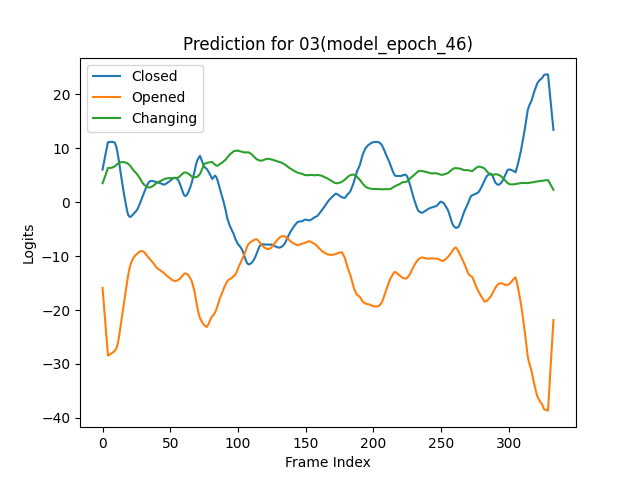 Prediction for 03(model_epoch_46)
Closed
Opened
Changing
Logits
20
10
0
−10
−20
−30
−40
0 50 100 150 200 250 300
Frame Index